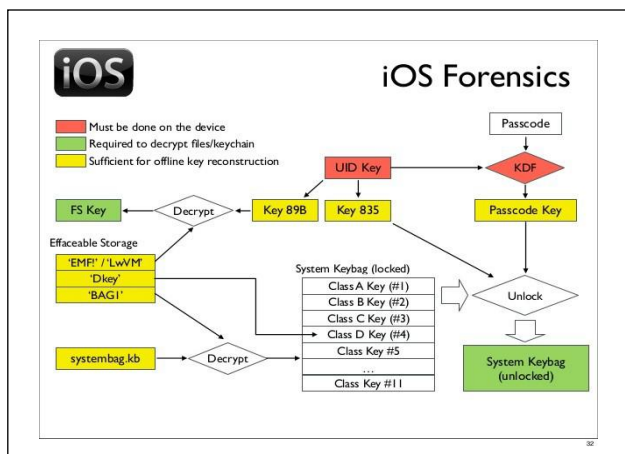 iOS
iOS Forensics
Must be done on the device
Required to decrypt files/keychain
Sufficient for offline key reconstruction
Passcode
UID Key
KDF
FS Key
Decrypt
Key 89B
Key 835
Passcode Key
Effaceable Storage
'EMF!' / 'LwVM'
'Dkey'
'BAG1'
System Keybag (locked)
Class A Key (#1)
Class B Key (#2)
Class C Key (#3)
Class D Key (#4)
Class Key #5
...
Class Key #11
Unlock
systembag.kb
Decrypt
System Keybag
(unlocked)
32